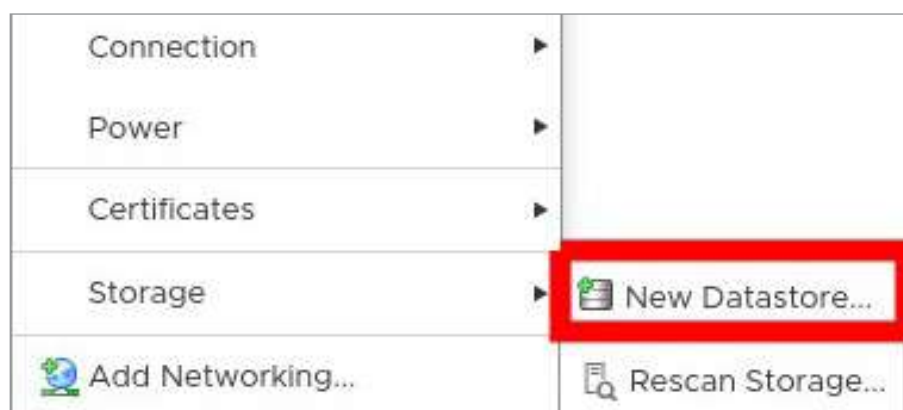 Connection
Power
Certificates
Storage
New Datastore...
Add Networking...
Rescan Storage...